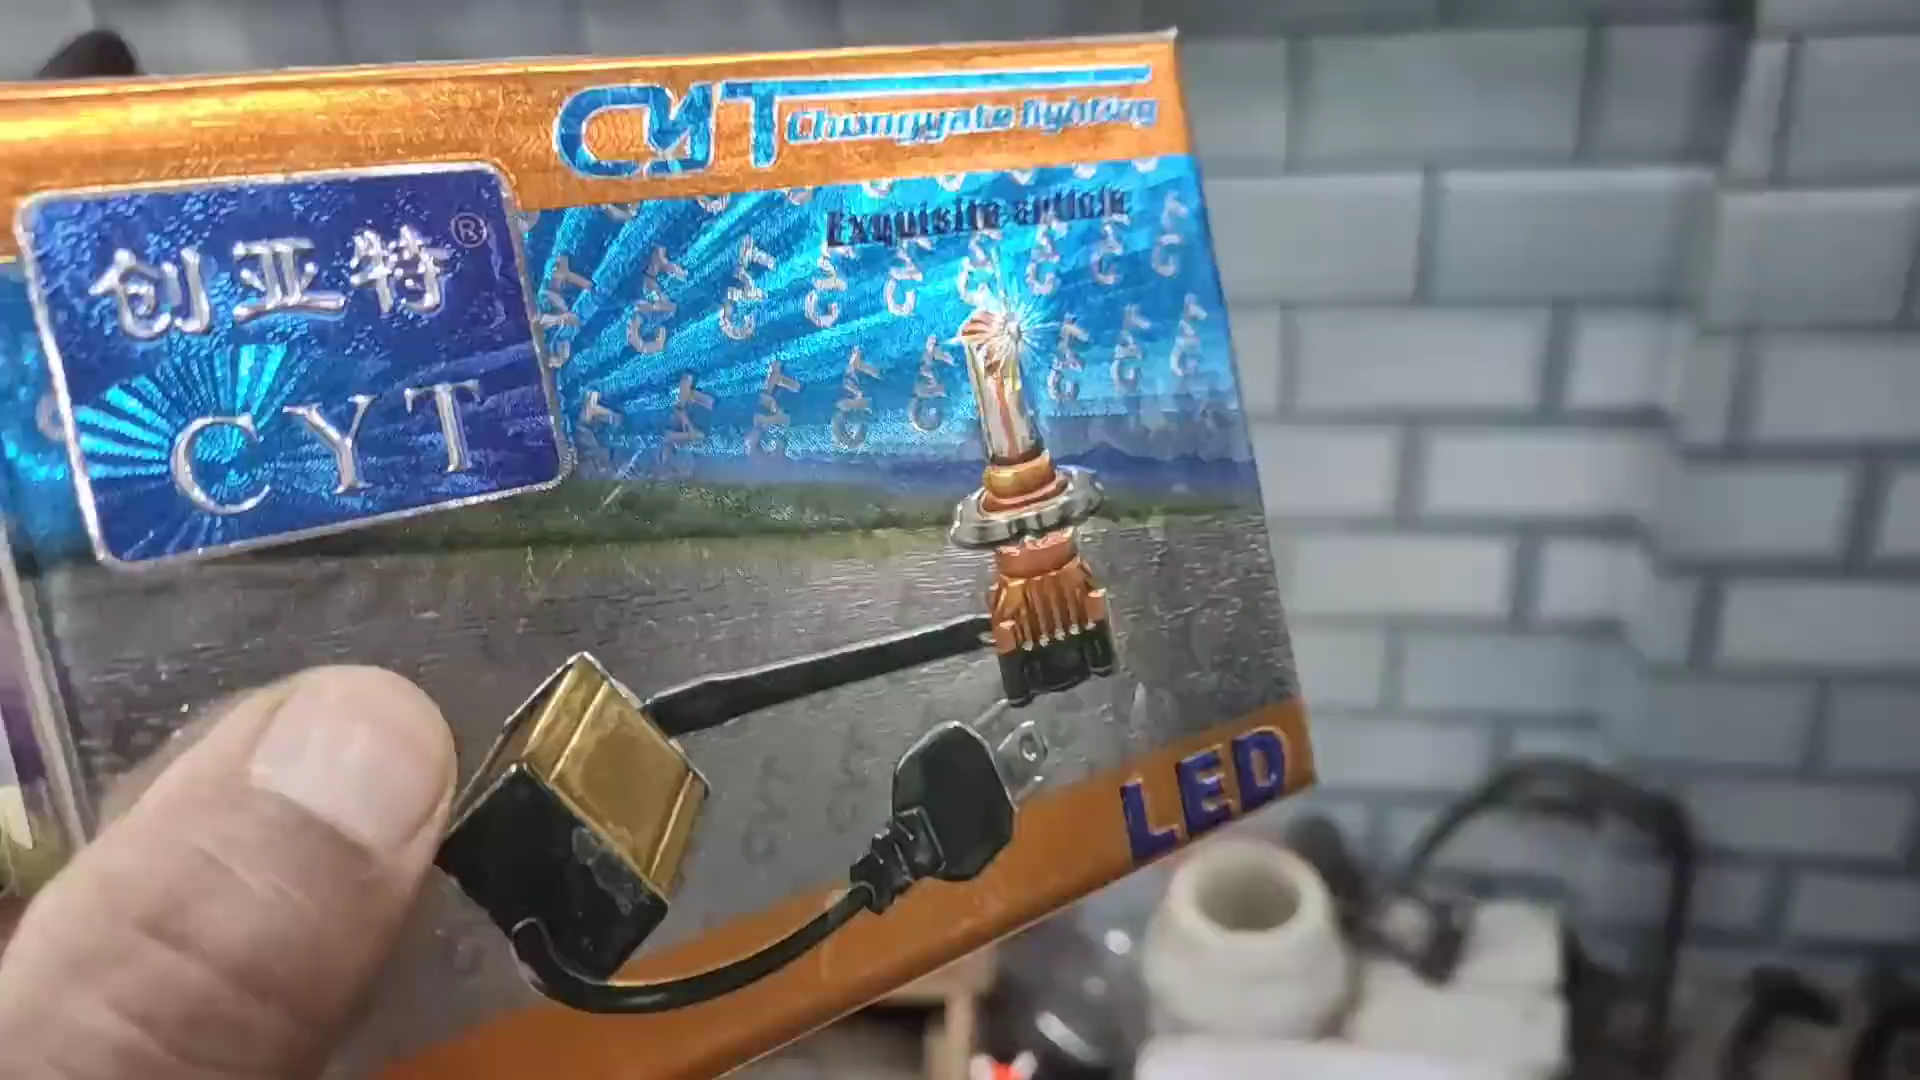 CYT Chuangyate lighting
创亚特®
CYT
Exquisite article
LED